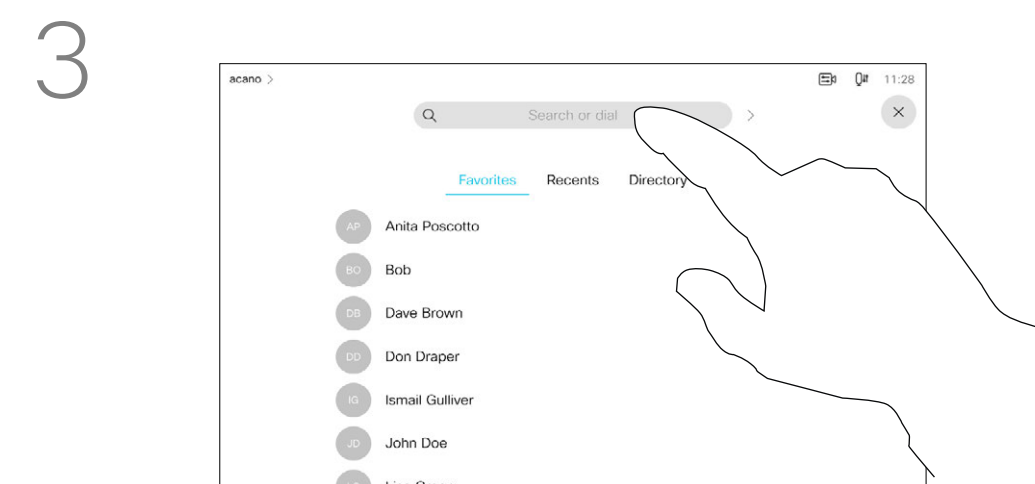 3
acano >
11:28
Search or dial
Favorites Recents Directory
AP Anita Poscotto
BO Bob
DB Dave Brown
DD Don Draper
IG Ismail Gulliver
JD John Doe